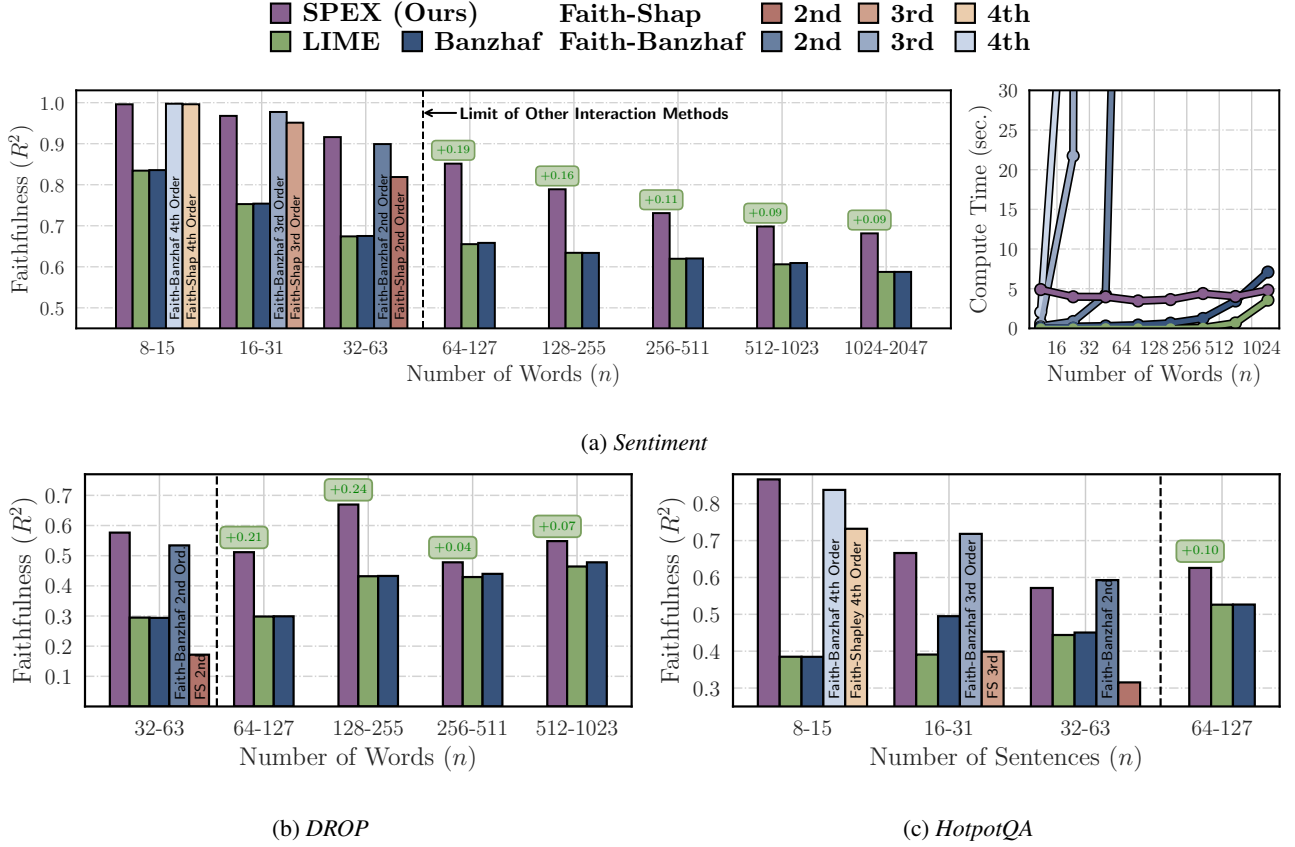 SPEX (Ours) Faith-Shap 2nd 3rd 4th
LIME Banzhaf Faith-Banzhaf 2nd 3rd 4th
Faithfulness (R²)
1.0
0.9
0.8
0.7
0.6
0.5
Faith-Banzhaf 4th Order
Faith-Shap 4th Order
Faith-Banzhaf 3rd Order
Faith-Shap 3rd Order
Faith-Banzhaf 2nd Order
Faith-Shap 2nd Order
Limit of Other Interaction Methods
+0.19
+0.16
+0.11
+0.09
+0.09
8-15 16-31 32-63 64-127 128-255 256-511 512-1023 1024-2047
Number of Words (n)
Compute Time (sec.)
30
25
20
15
10
5
0
16 32 64 128 256 512 1024
Number of Words (n)
(a) Sentiment
Faithfulness (R²)
0.7
0.6
0.5
0.4
0.3
0.2
0.1
Faith-Banzhaf 2nd Ord.
FS 2nd
+0.21
+0.24
+0.04
+0.07
32-63 64-127 128-255 256-511 512-1023
Number of Words (n)
(b) DROP
Faithfulness (R²)
0.8
0.7
0.6
0.5
0.4
0.3
Faith-Banzhaf 4th Order
Faith-Shapley 4th Order
Faith-Banzhaf 3rd Order
FS 3rd
Faith-Banzhaf 2nd
+0.10
8-15 16-31 32-63 64-127
Number of Sentences (n)
(c) HotpotQA